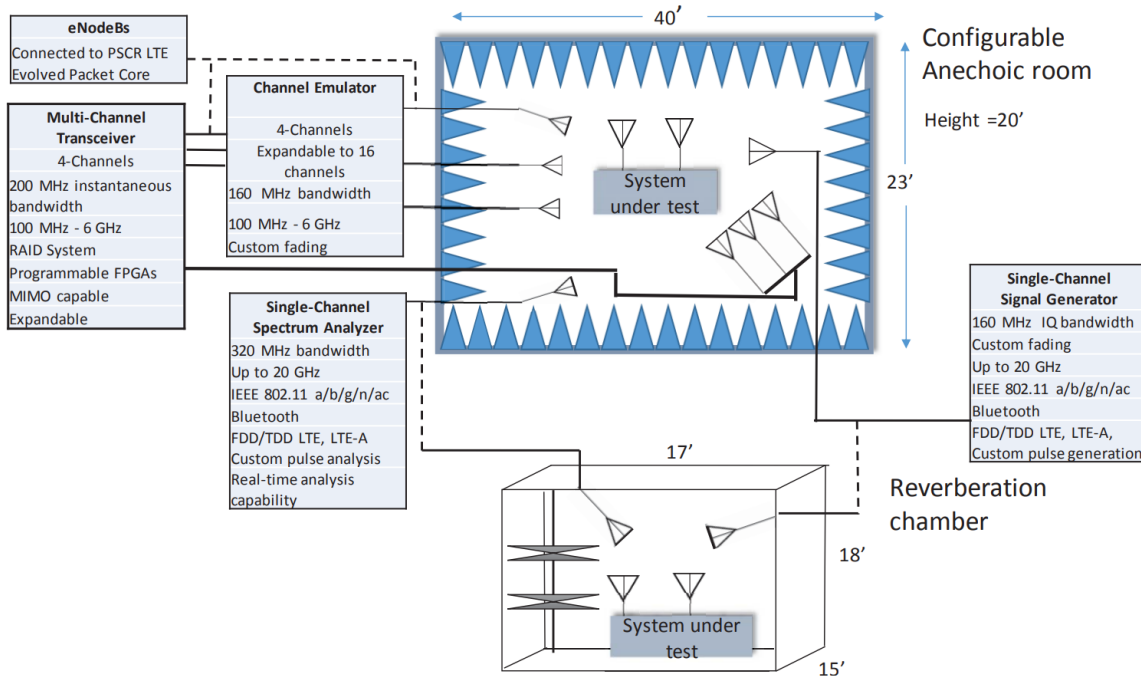 eNodeBs
Connected to PSCR LTE
Evolved Packet Core
Multi-Channel
Transceiver
4-Channels
200 MHz instantaneous
bandwidth
100 MHz - 6 GHz
RAID System
Programmable FPGAs
MIMO capable
Expandable
Channel Emulator
4-Channels
Expandable to 16
channels
160 MHz bandwidth
100 MHz - 6 GHz
Custom fading
Single-Channel
Spectrum Analyzer
320 MHz bandwidth
Up to 20 GHz
IEEE 802.11 a/b/g/n/ac
Bluetooth
FDD/TDD LTE, LTE-A
Custom pulse analysis
Real-time analysis
capability
40’
System
under test
23’
Configurable
Anechoic room
Height =20’
Single-Channel
Signal Generator
160 MHz IQ bandwidth
Custom fading
Up to 20 GHz
IEEE 802.11 a/b/g/n/ac
Bluetooth
FDD/TDD LTE, LTE-A,
Custom pulse generation
Reverberation
chamber
17’
18’
15’
System under
test